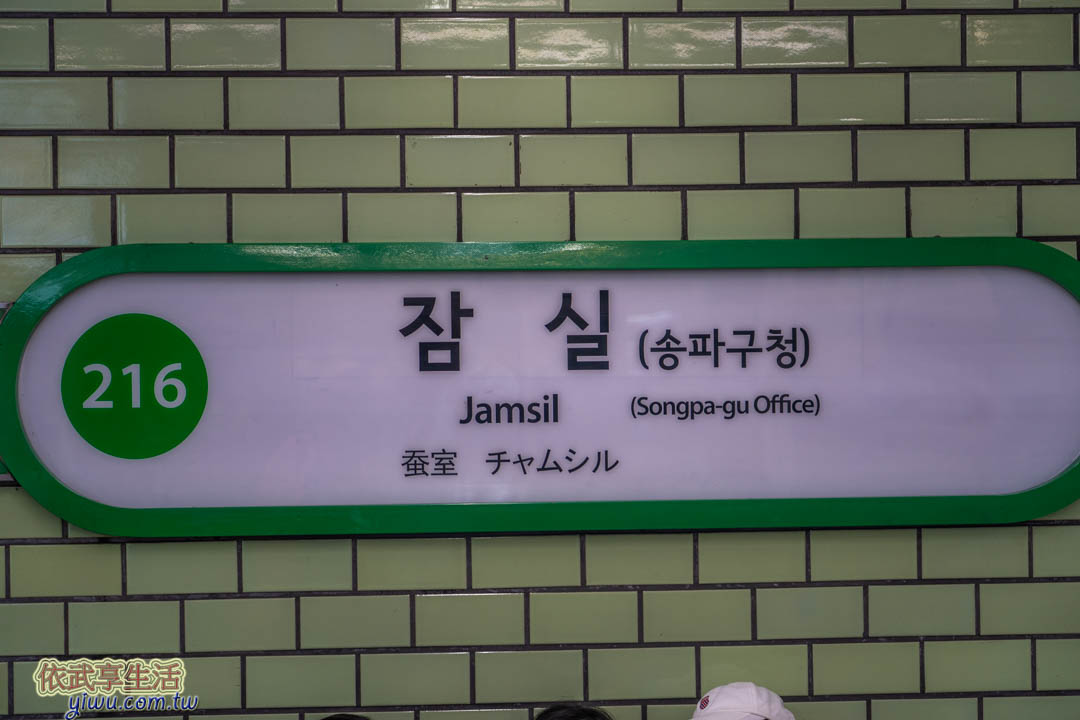 216
잠 실 (송파구청)
Jamsil (Songpa-gu Office)
蚕室 チャムシル
依武享生活
yiwu.com.tw